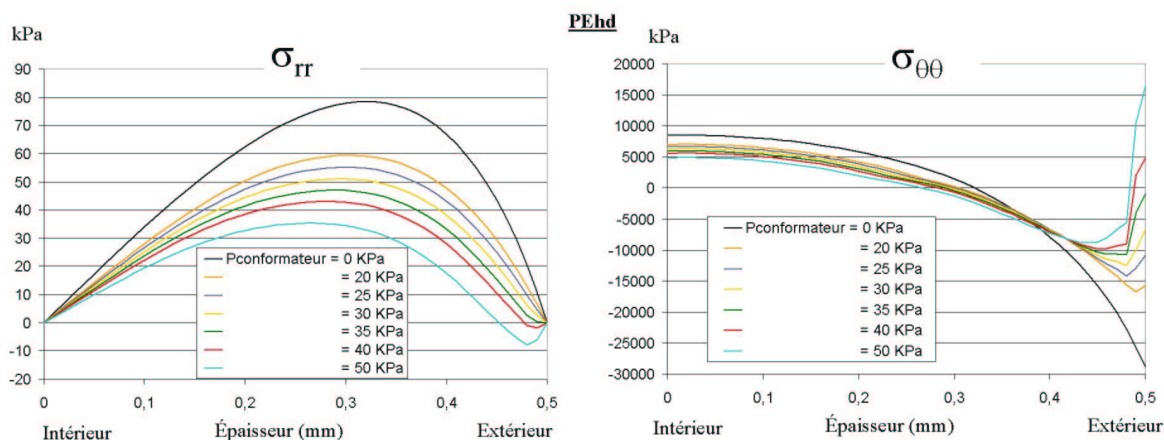 PEhd
kPa
σrr
90
80
70
60
50
40
30
20
10
0
-10
-20
Pconformateur = 0 KPa
= 20 KPa
= 25 KPa
= 30 KPa
= 35 KPa
= 40 KPa
= 50 KPa
0 0,1 0,2 0,3 0,4 0,5
Intérieur Épaisseur (mm) Extérieur
kPa
σθθ
20000
15000
10000
5000
0
-5000
-10000
-15000
-20000
-25000
-30000
Pconformateur = 0 KPa
= 20 KPa
= 25 KPa
= 30 KPa
= 35 KPa
= 40 KPa
= 50 KPa
0 0,1 0,2 0,3 0,4 0,5
Intérieur Épaisseur (mm) Extérieur